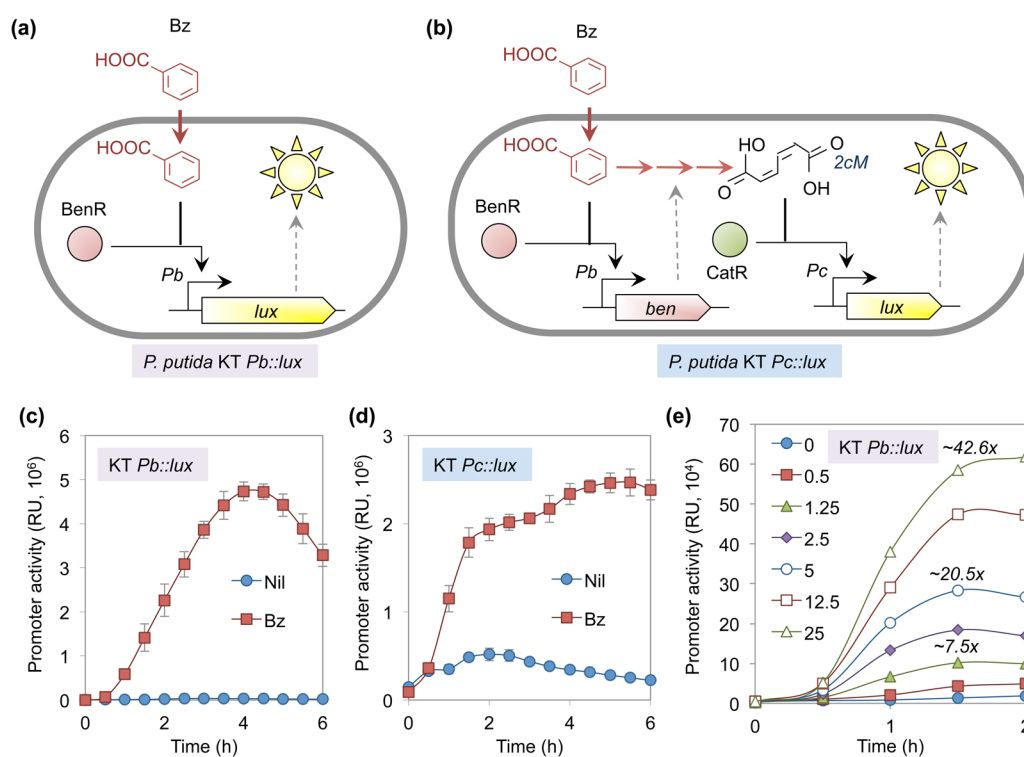 (a)
Bz
HOOC
HOOC
BenR
Pb
lux
P. putida KT Pb::lux
(b)
Bz
HOOC
HOOC
HO
O
O
OH
2cM
BenR
CatR
Pb
ben
Pc
lux
P. putida KT Pc::lux
(c)
Promoter activity (RU, 10⁶)
6
5
4
3
2
1
0
KT Pb::lux
Nil
Bz
0 2 4 6
Time (h)
(d)
Promoter activity (RU, 10⁶)
3
2
1
0
KT Pc::lux
Nil
Bz
0 2 4 6
Time (h)
(e)
Promoter activity (RU, 10⁴)
70
60
50
40
30
20
10
0
0
0.5
1.25
2.5
5
12.5
25
KT Pb::lux
~42.6x
~20.5x
~7.5x
0 1 2
Time (h)